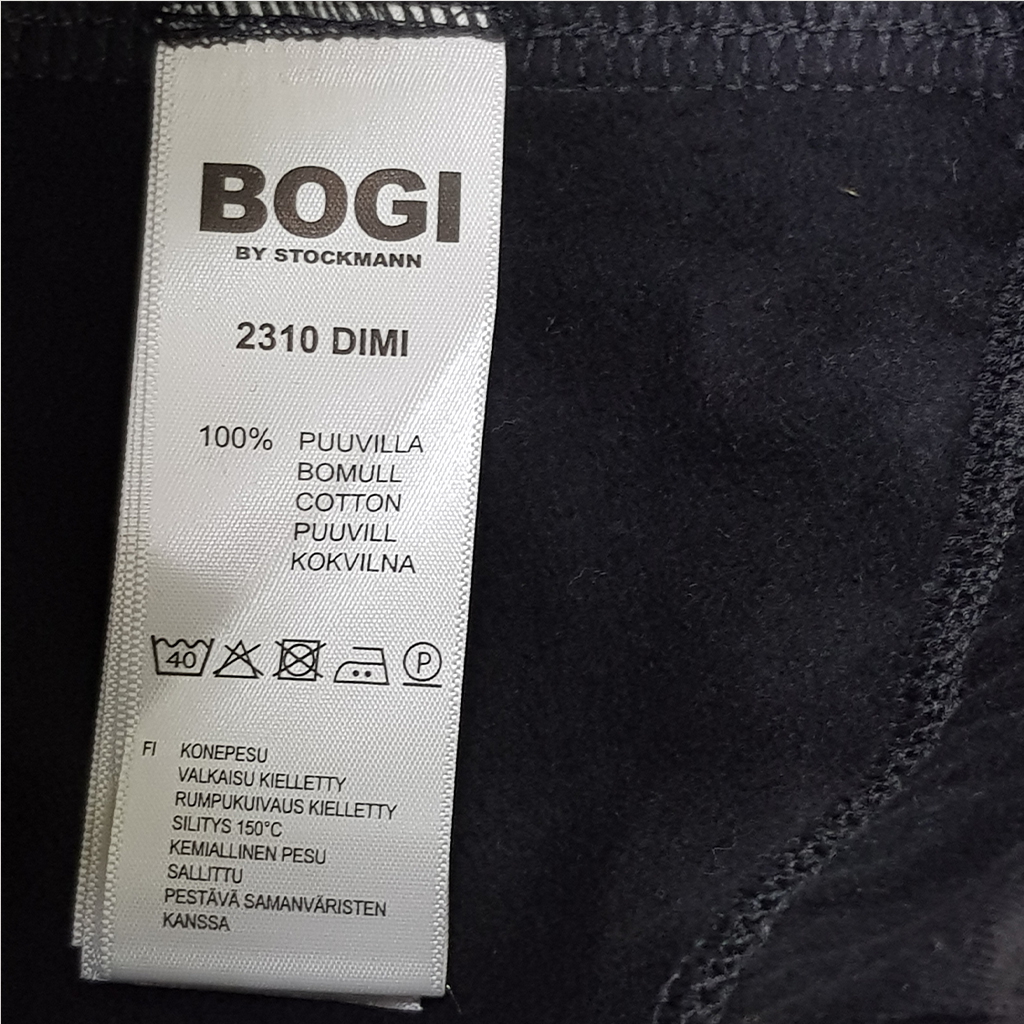 BOGI
BY STOCKMANN
2310 DIMI
100% PUUVILLA
BOMULL
COTTON
PUUVILL
KOKVILNA
40 P
FI KONEPESU
VALKAISU KIELLETTY
RUMPUKUIVAUS KIELLETTY
SILITYS 150°C
KEMIALLINEN PESU
SALLITTU
PESTÄVÄ SAMANVÄRISTEN
KANSSA